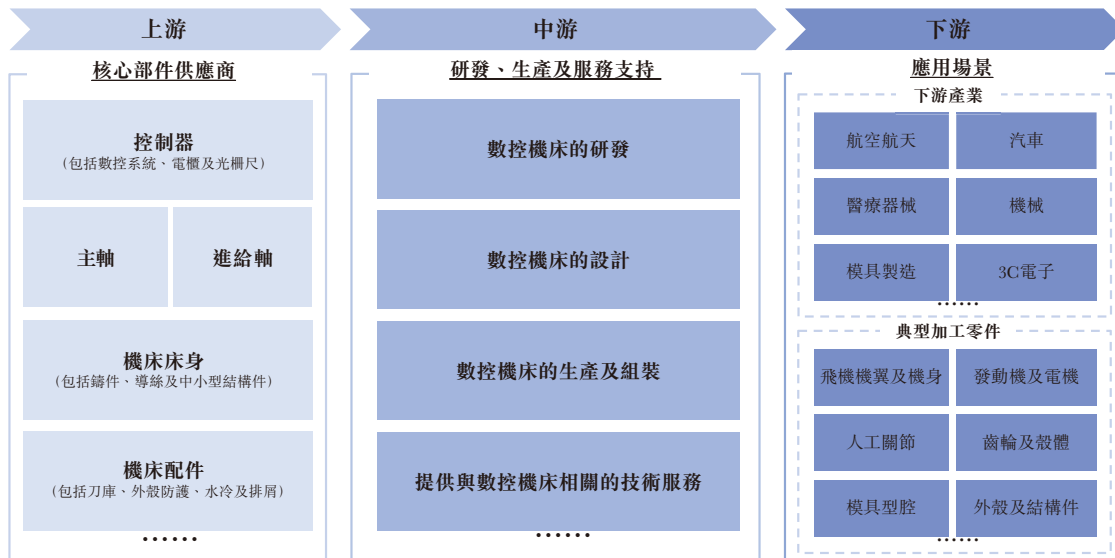 上游
核心部件供應商
控制器
(包括數控系統、電櫃及光柵尺)
主軸
進給軸
機床床身
(包括鑄件、導絲及中小型結構件)
機床配件
(包括刀庫、外殼防護、水冷及排屑)
......
中游
研發、生產及服務支持
數控機床的研發
數控機床的設計
數控機床的生產及組裝
提供與數控機床相關的技術服務
......
下游
應用場景
下游產業
航空航天
汽車
醫療器械
機械
模具製造
3C電子
......
典型加工零件
飛機機翼及機身
發動機及電機
人工關節
齒輪及殼體
模具型腔
外殼及結構件
......